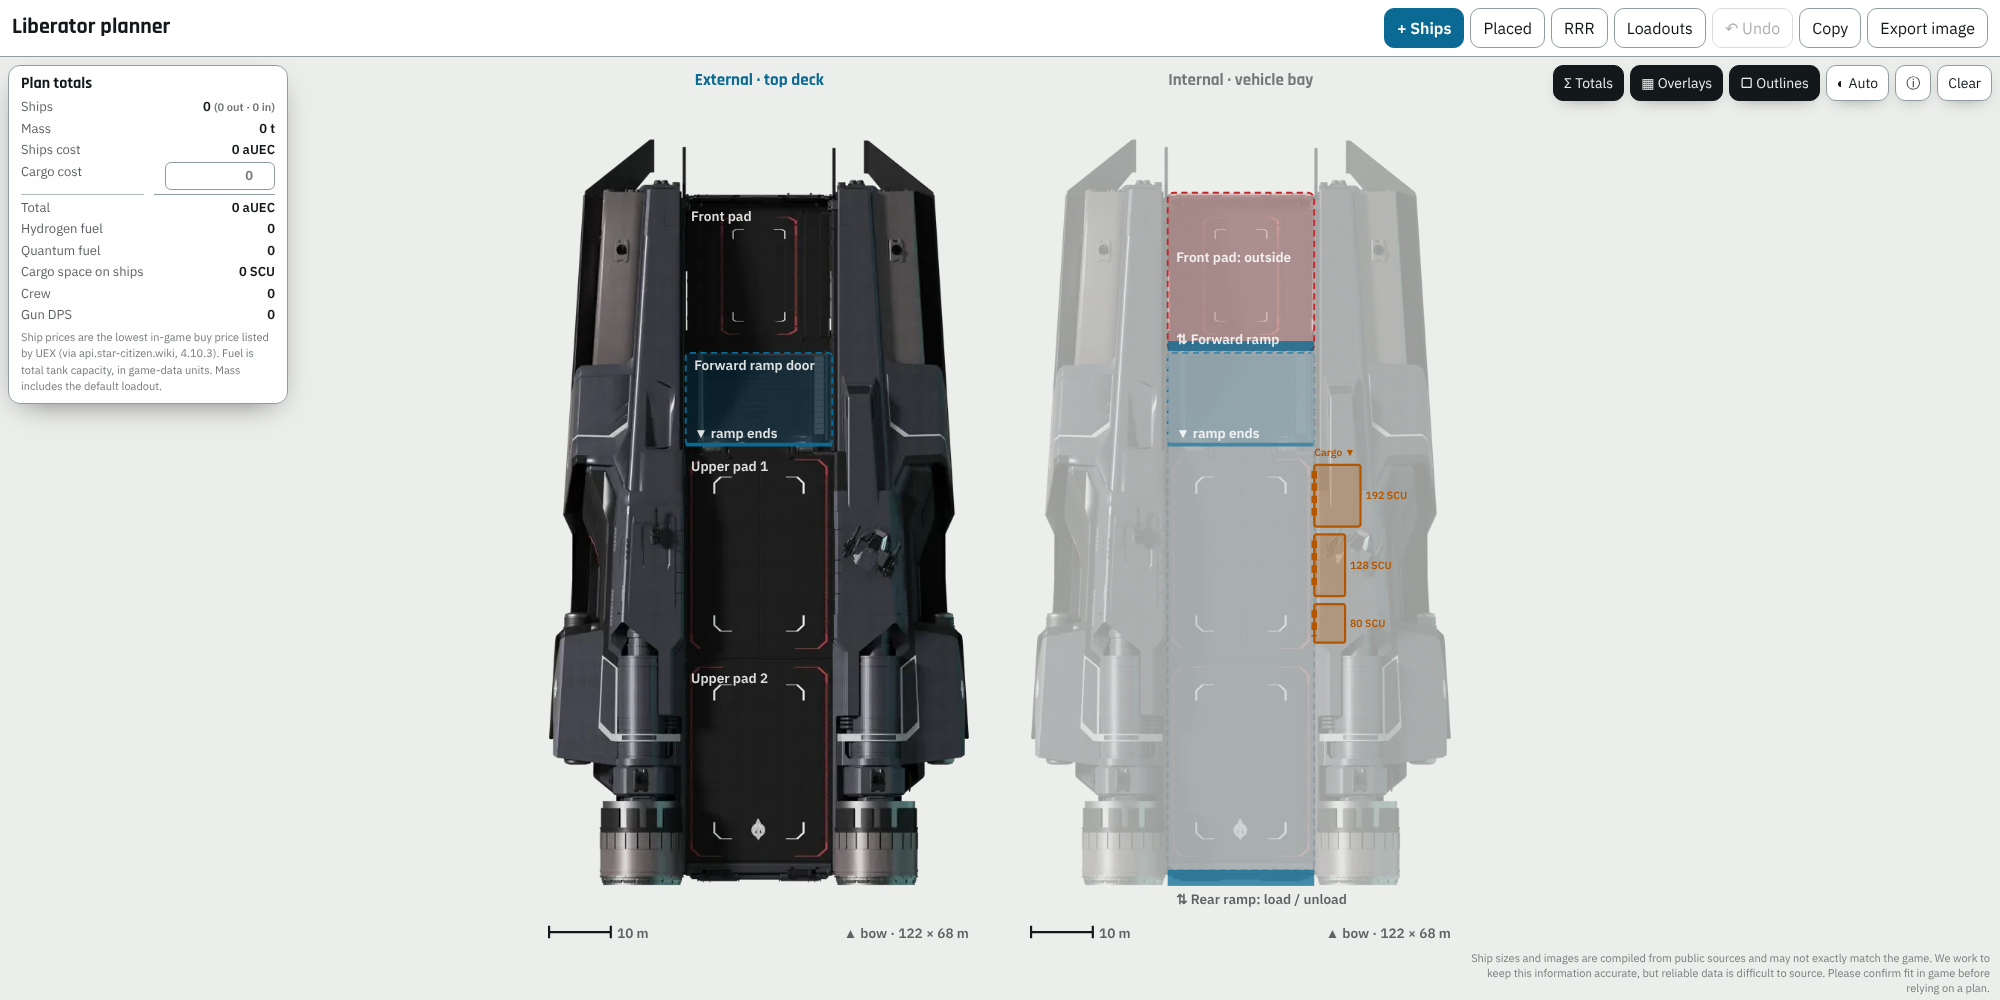 Liberator planner
+ Ships
Placed
RRR
Loadouts
↶ Undo
Copy
Export image
Plan totals
Ships 0 (0 out · 0 in)
Mass 0 t
Ships cost 0 aUEC
Cargo cost 0
Total 0 aUEC
Hydrogen fuel 0
Quantum fuel 0
Cargo space on ships 0 SCU
Crew 0
Gun DPS 0
Ship prices are the lowest in-game buy price listed
by UEX (via api.star-citizen.wiki, 4.10.3). Fuel is
total tank capacity, in game-data units. Mass
includes the default loadout.
External · top deck
Internal · vehicle bay
Σ Totals
▦ Overlays
☐ Outlines
Auto
ⓘ
Clear
Front pad
Forward ramp door
▼ ramp ends
Upper pad 1
Upper pad 2
10 m
▲ bow · 122 × 68 m
Front pad: outside
⇅ Forward ramp
▼ ramp ends
Cargo ▼
192 SCU
128 SCU
80 SCU
⇅ Rear ramp: load / unload
10 m
▲ bow · 122 × 68 m
Ship sizes and images are compiled from public sources and may not exactly match the game. We work to
keep this information accurate, but reliable data is difficult to source. Please confirm fit in game before
relying on a plan.